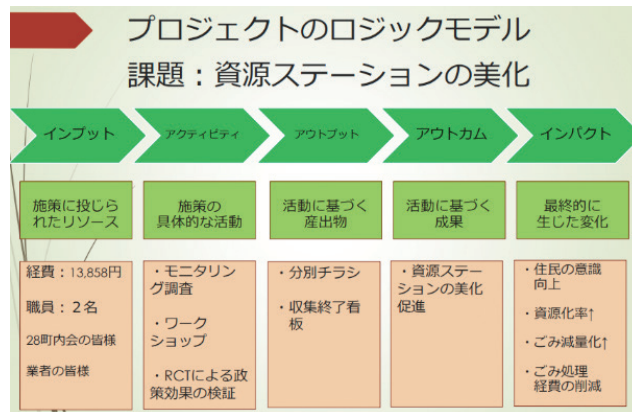 プロジェクトのロジックモデル
課題：資源ステーションの美化
インプット
アクティビティ
アウトプット
アウトカム
インパクト
施策に投じら
れたリソース
施策の
具体的な活動
活動に基づく
産出物
活動に基づく
成果
最終的に
生じた変化
経費：13,858円
職員：２名
28町内会の皆様
業者の皆様
・モニタリン
グ調査
・ワーク
ショップ
・RCTによる政
策効果の検証
・分別チラシ
・収集終了看
板
・資源ステー
ションの美化
促進
・住民の意識
向上
・資源化率↑
・ごみ減量化↑
・ごみ処理
経費の削減